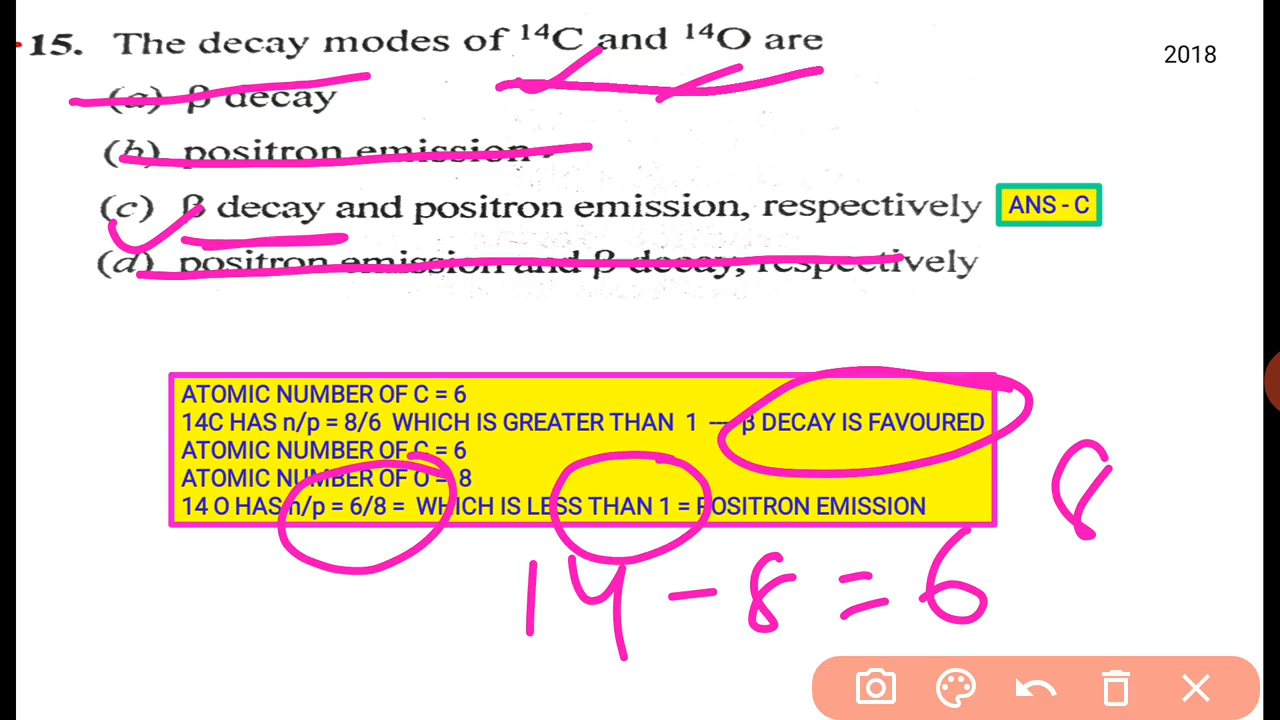 15. The decay modes of ¹⁴C and ¹⁴O are
2018
(a) β decay
(b) positron emission
(c) β decay and positron emission, respectively
ANS - C
(d) positron emission and β decay, respectively
ATOMIC NUMBER OF C = 6
14C HAS n/p = 8/6 WHICH IS GREATER THAN 1 --- β DECAY IS FAVOURED
ATOMIC NUMBER OF C = 6
ATOMIC NUMBER OF O = 8
14 O HAS n/p = 6/8 = WHICH IS LESS THAN 1 = POSITRON EMISSION
8
14 - 8 = 6